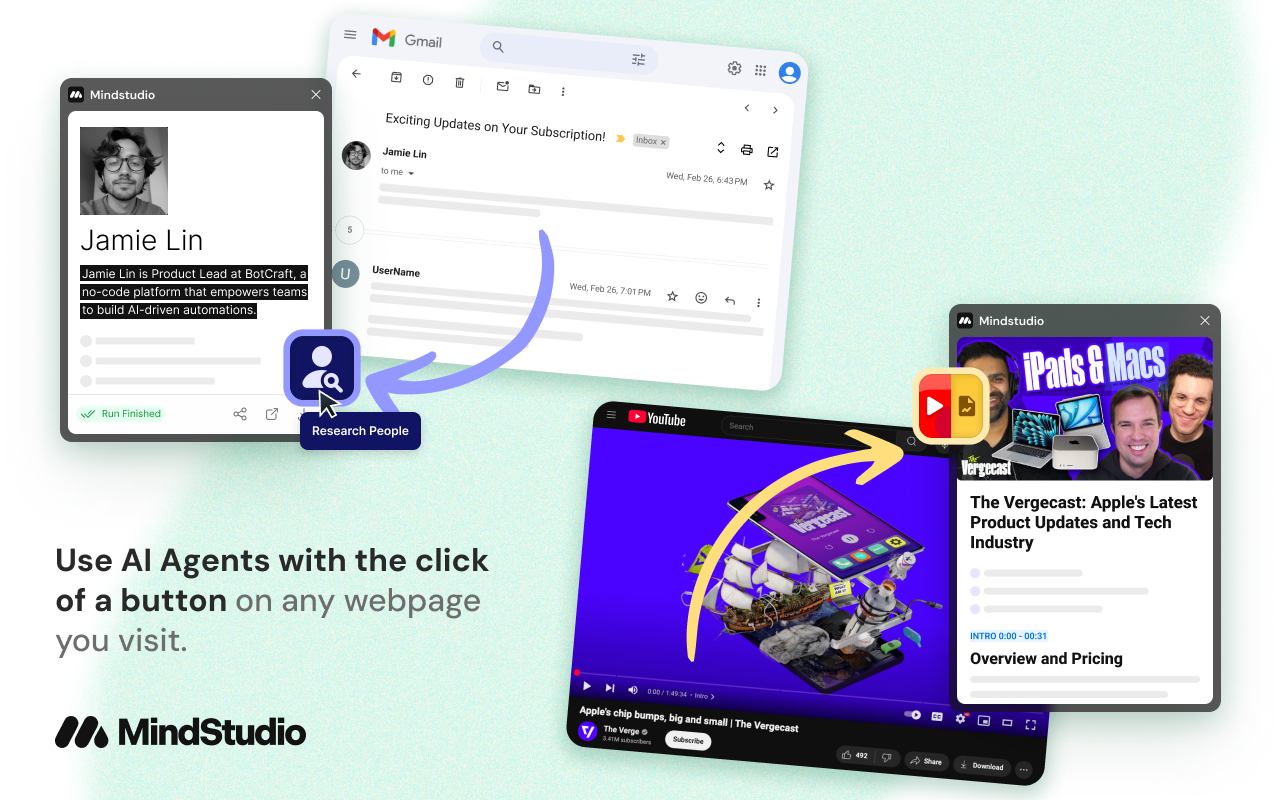 Gmail
Mindstudio
Exciting Updates on Your Subscription!
Inbox
Jamie Lin
to me
Wed, Feb 26, 6:43 PM
5
U
UserName
Wed, Feb 26, 7:01 PM
Jamie Lin
Jamie Lin is Product Lead at BotCraft, a
no-code platform that empowers teams
to build AI-driven automations.
Run Finished
Research People
Mindstudio
iPads & Macs
The
Vergecast
The Vergecast: Apple's Latest
Product Updates and Tech
Industry
INTRO 0:00 - 00:31
Overview and Pricing
YouTube
Search
Vergecast
0:00 / 1:49:34 • Intro
CC
Apple's chip bumps, big and small | The Vergecast
The Verge
3.41M subscribers
Subscribe
492
Share
Download
Use AI Agents with the click
of a button on any webpage
you visit.
MindStudio